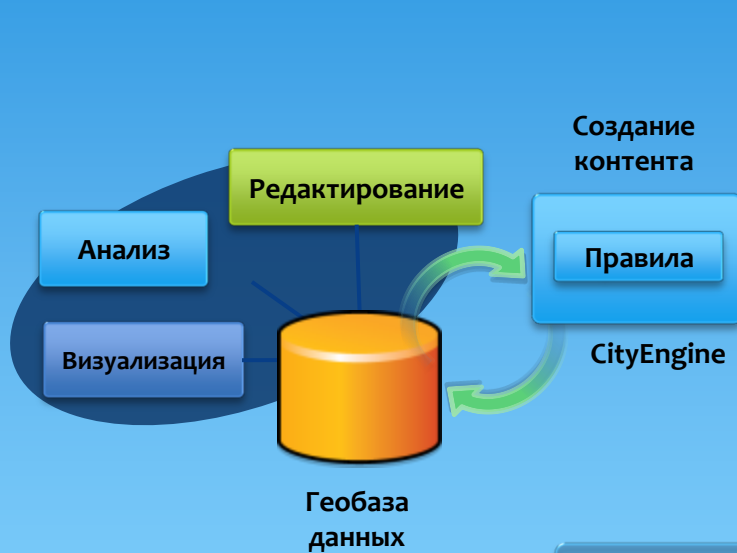 Создание
контента
Редактирование
Анализ
Правила
Визуализация
CityEngine
Геобаза
данных